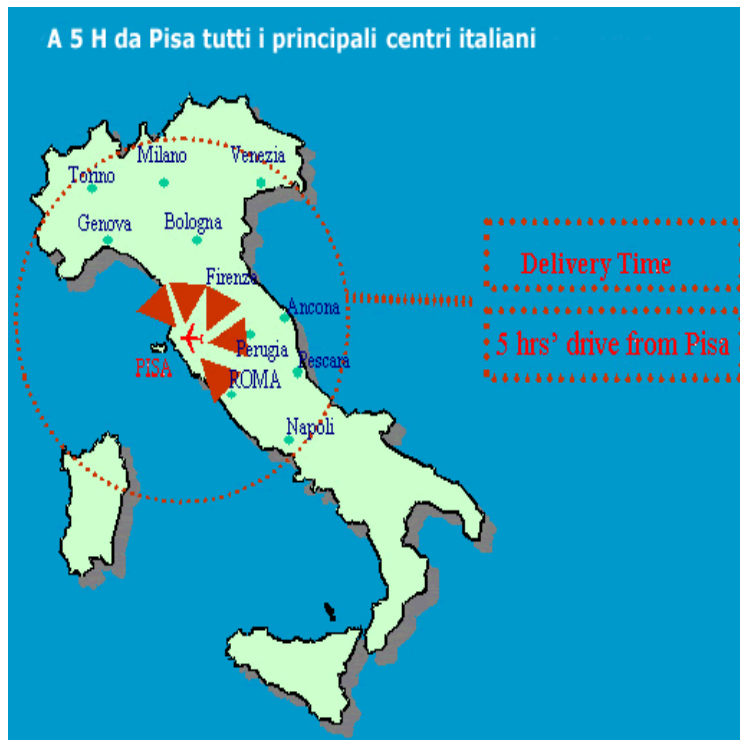 A 5 H da Pisa tutti i principali centri italiani
Milano
Venezia
Torino
Genova
Bologna
Firenza
Delivery Time
Ancona
5 hrs' drive from Pisa
Perugia
PISA
Pescara
ROMA
Napoli